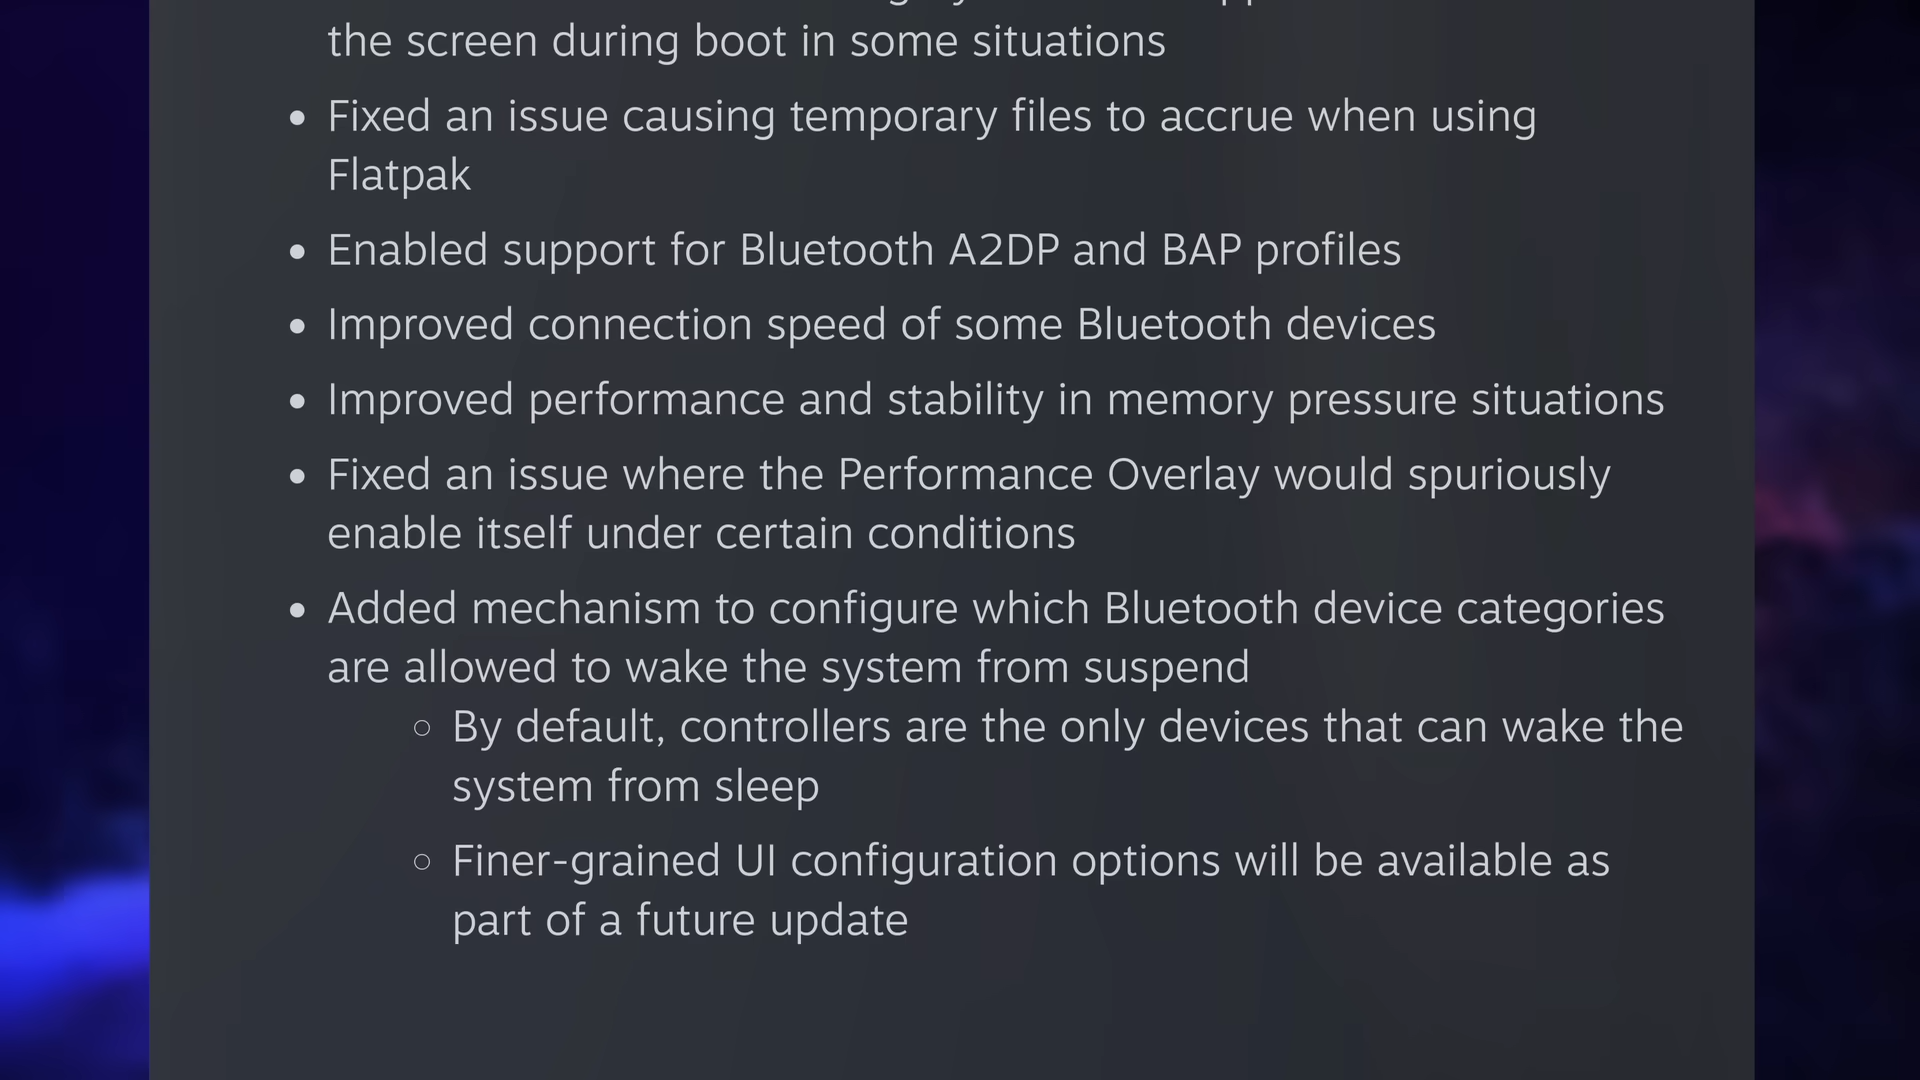 the screen during boot in some situations
• Fixed an issue causing temporary files to accrue when using
Flatpak
• Enabled support for Bluetooth A2DP and BAP profiles
• Improved connection speed of some Bluetooth devices
• Improved performance and stability in memory pressure situations
• Fixed an issue where the Performance Overlay would spuriously
enable itself under certain conditions
• Added mechanism to configure which Bluetooth device categories
are allowed to wake the system from suspend
○ By default, controllers are the only devices that can wake the
system from sleep
○ Finer-grained UI configuration options will be available as
part of a future update